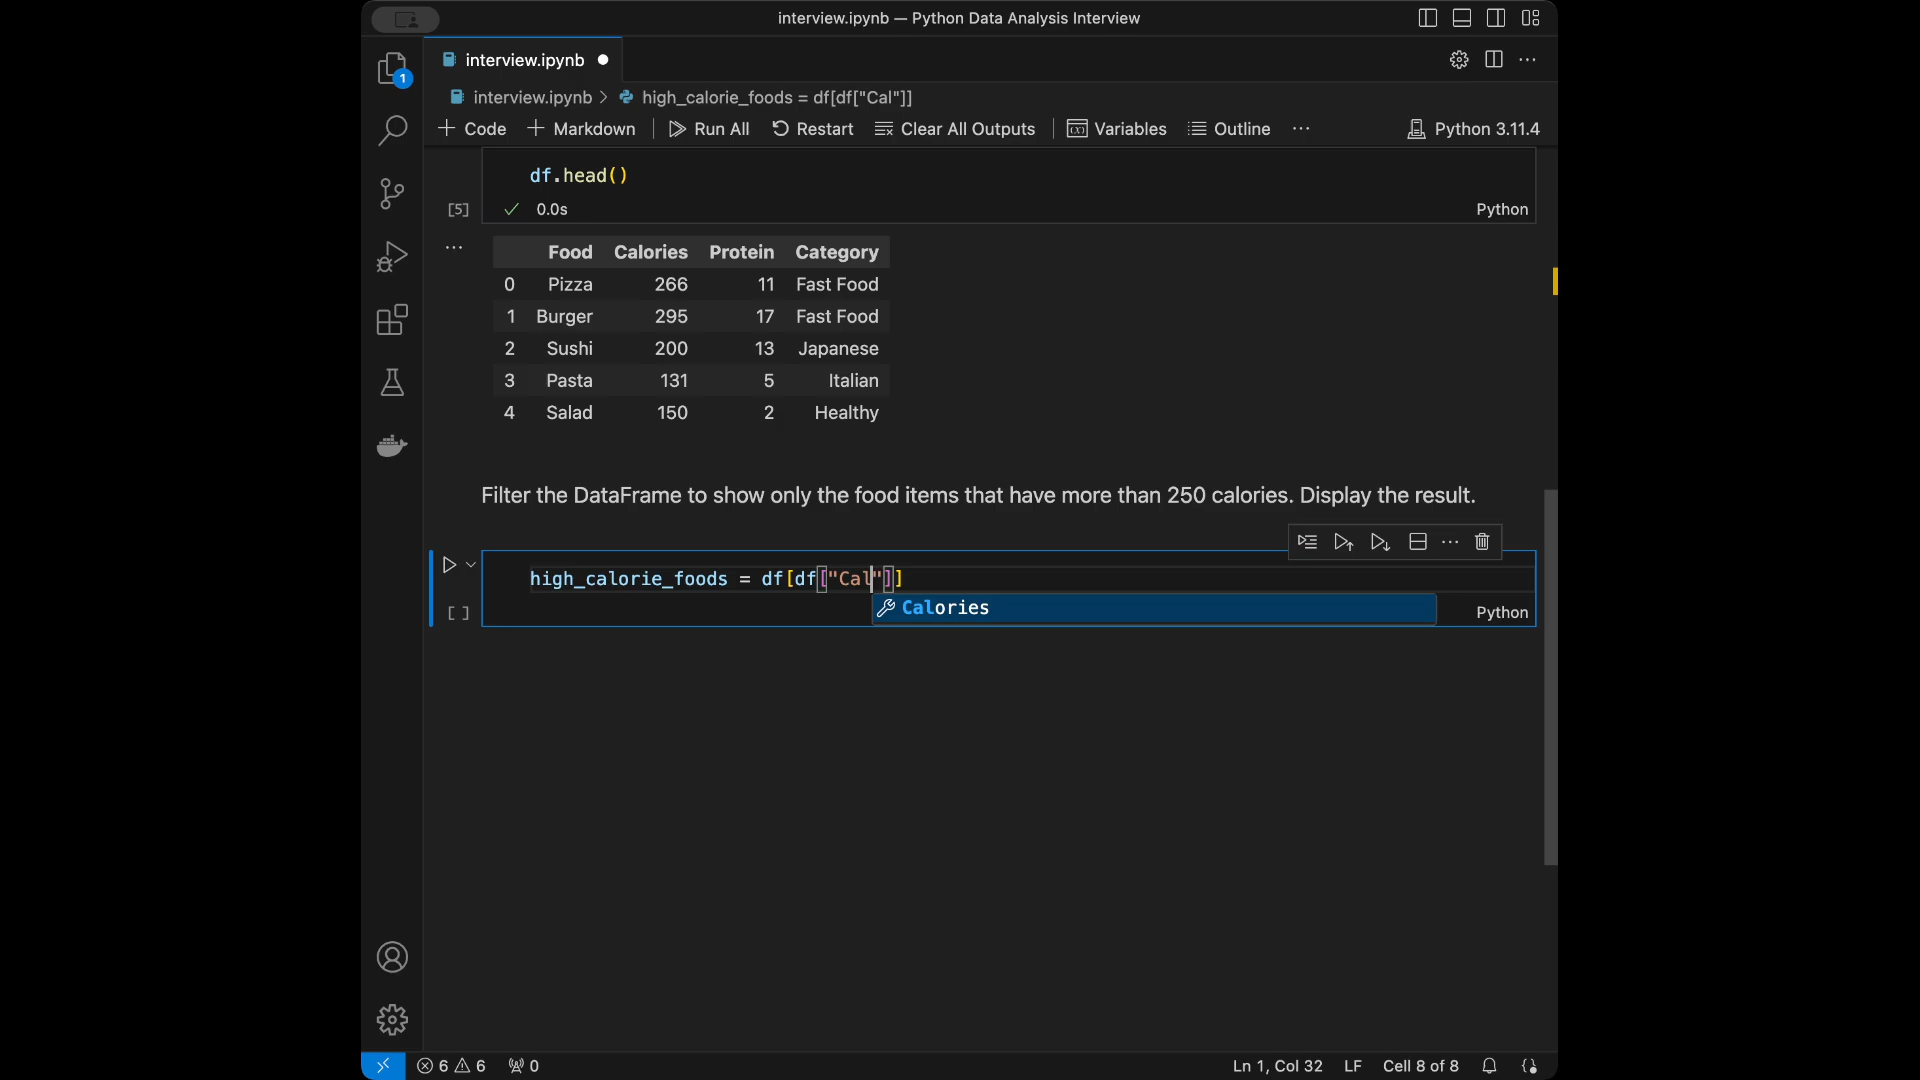 interview.ipynb — Python Data Analysis Interview
interview.ipynb
1
interview.ipynb > high_calorie_foods = df[df["Cal"]]
+ Code + Markdown Run All Restart Clear All Outputs Variables Outline ... Python 3.11.4
df.head()
[5] 0.0s Python
Food Calories Protein Category
0 Pizza 266 11 Fast Food
1 Burger 295 17 Fast Food
2 Sushi 200 13 Japanese
3 Pasta 131 5 Italian
4 Salad 150 2 Healthy
Filter the DataFrame to show only the food items that have more than 250 calories. Display the result.
high_calorie_foods = df[df["Cal"]]
Calories
[ ] Python
6 6 0 Ln 1, Col 32 LF Cell 8 of 8